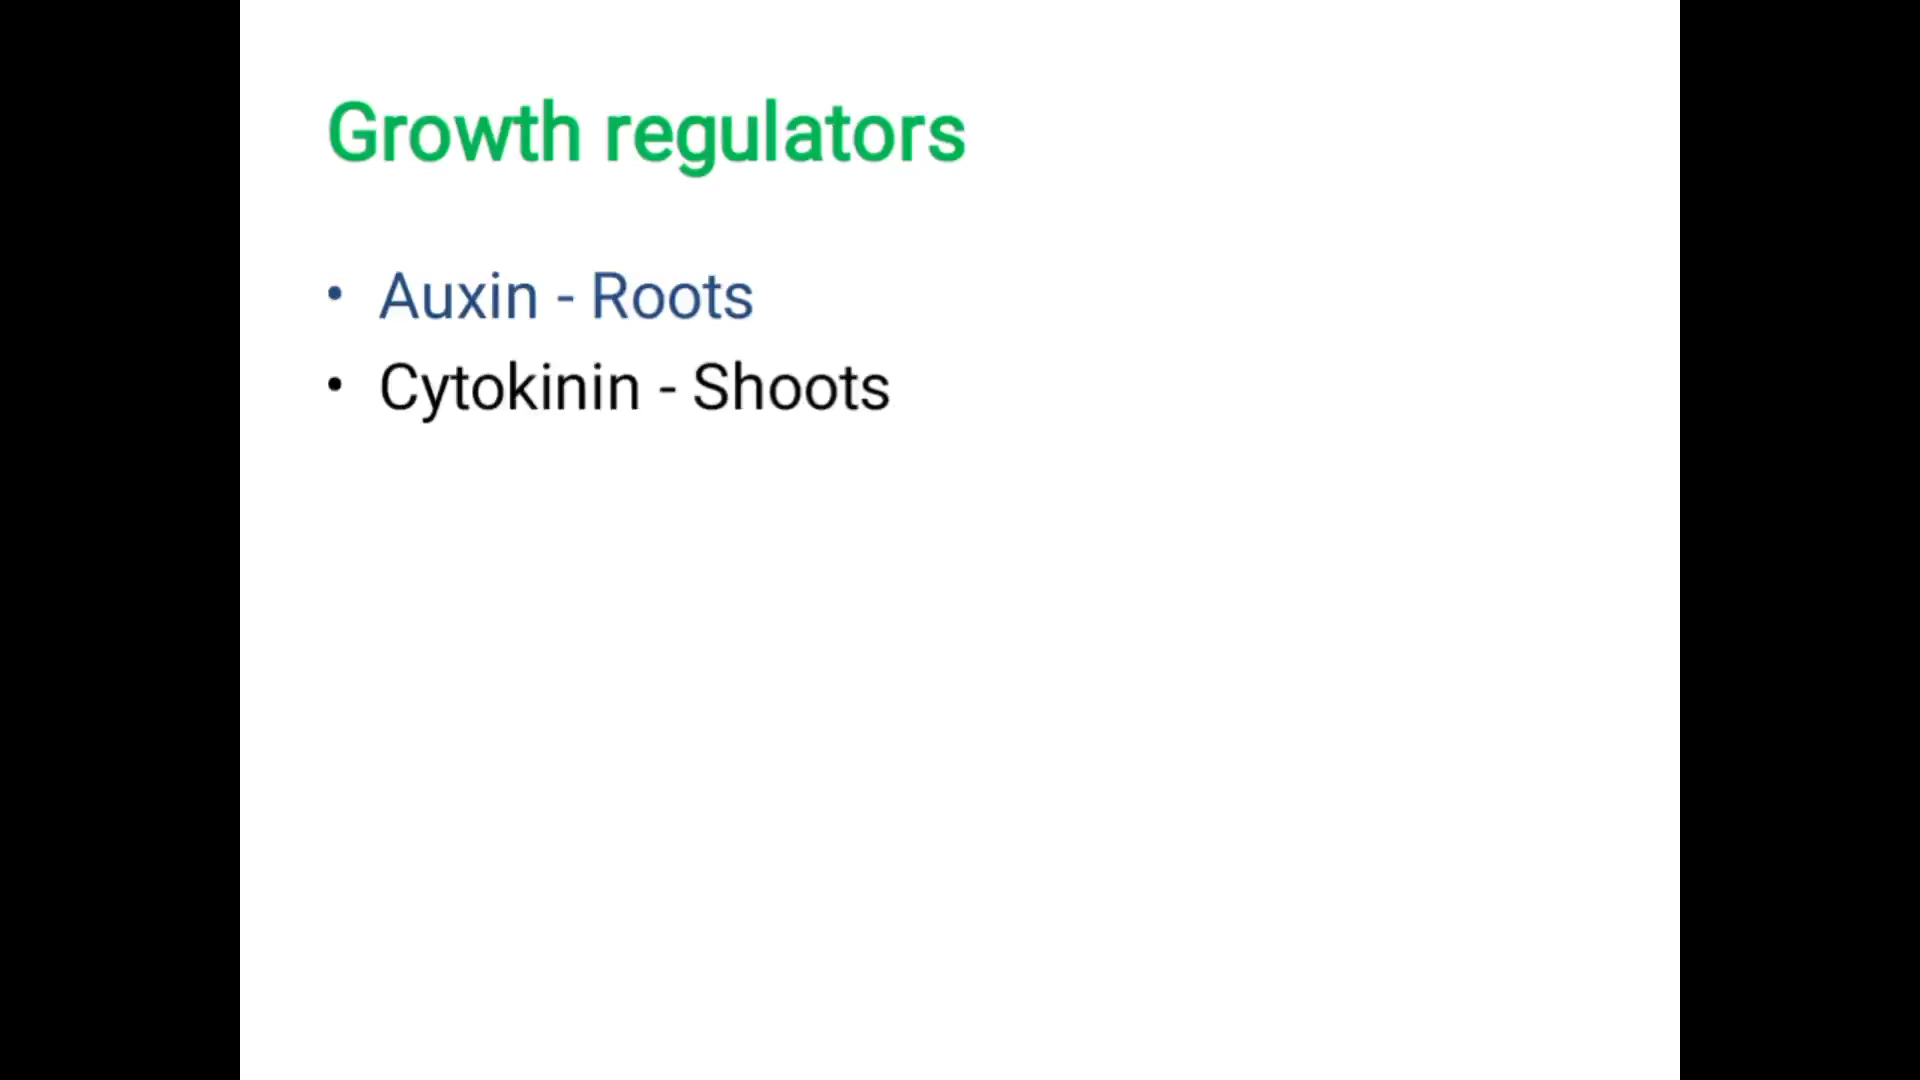 Growth regulators
• Auxin - Roots
• Cytokinin - Shoots